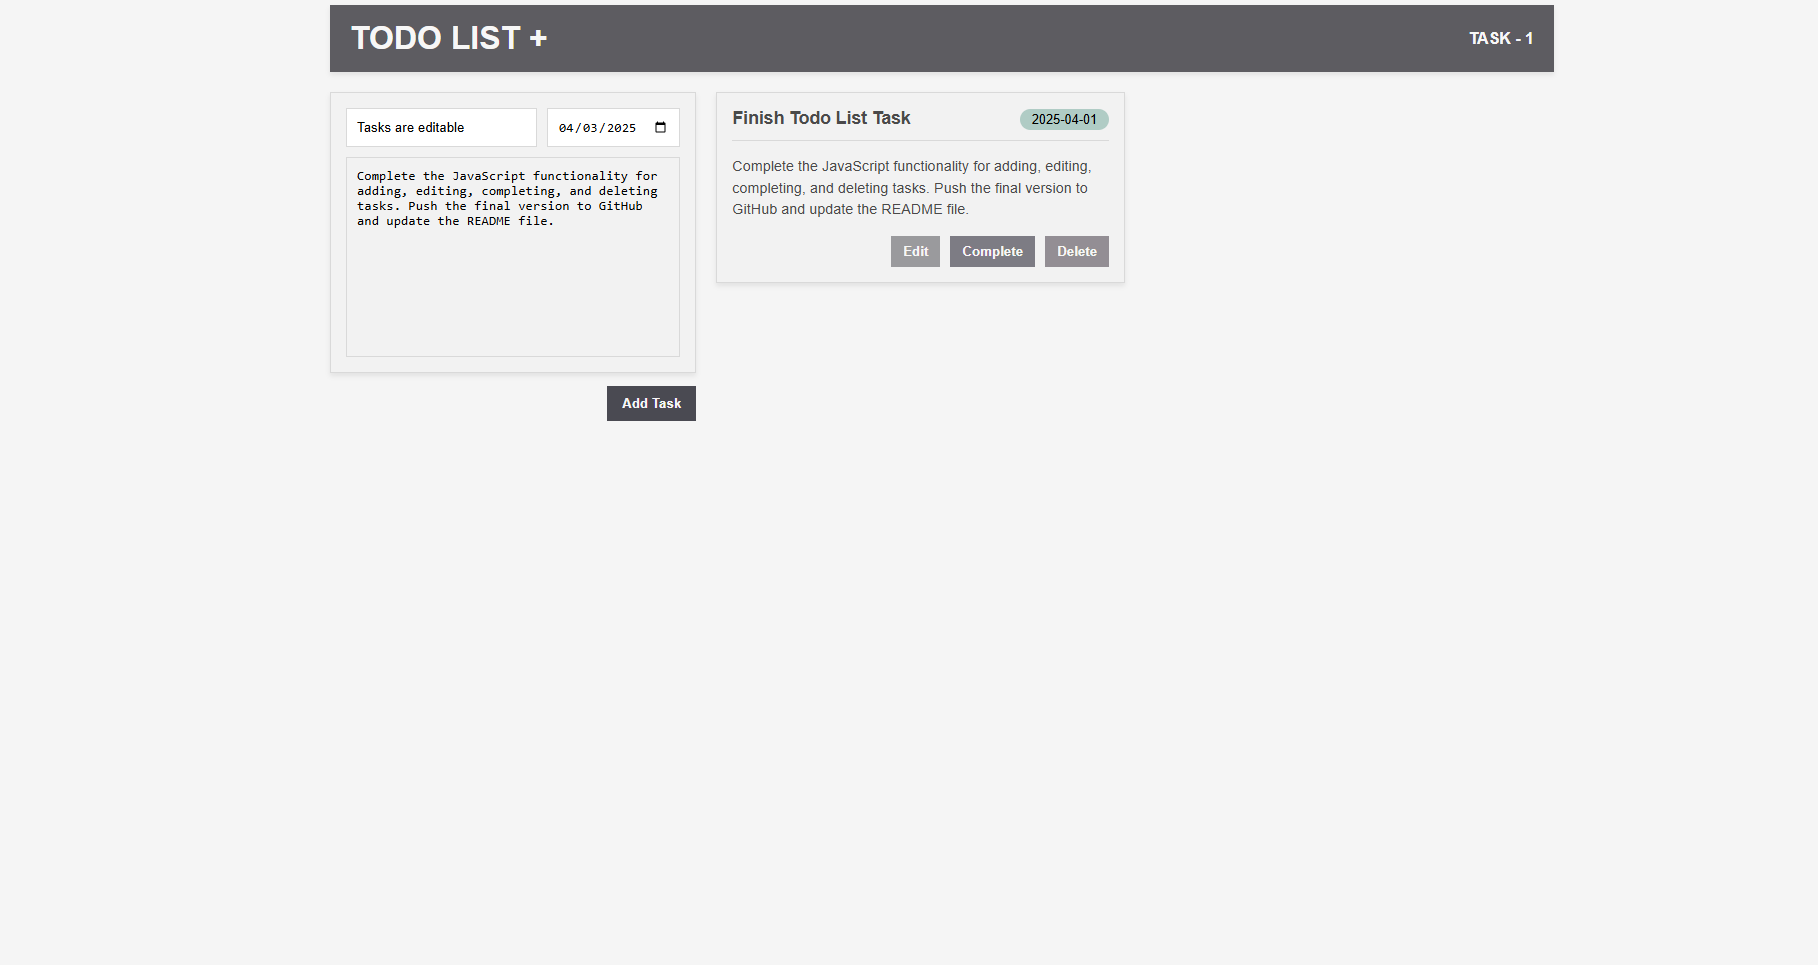 TODO LIST +
TASK - 1
Tasks are editable
04/03/2025
Complete the JavaScript functionality for
adding, editing, completing, and deleting
tasks. Push the final version to GitHub
and update the README file.
Add Task
Finish Todo List Task
2025-04-01
Complete the JavaScript functionality for adding, editing,
completing, and deleting tasks. Push the final version to
GitHub and update the README file.
Edit
Complete
Delete